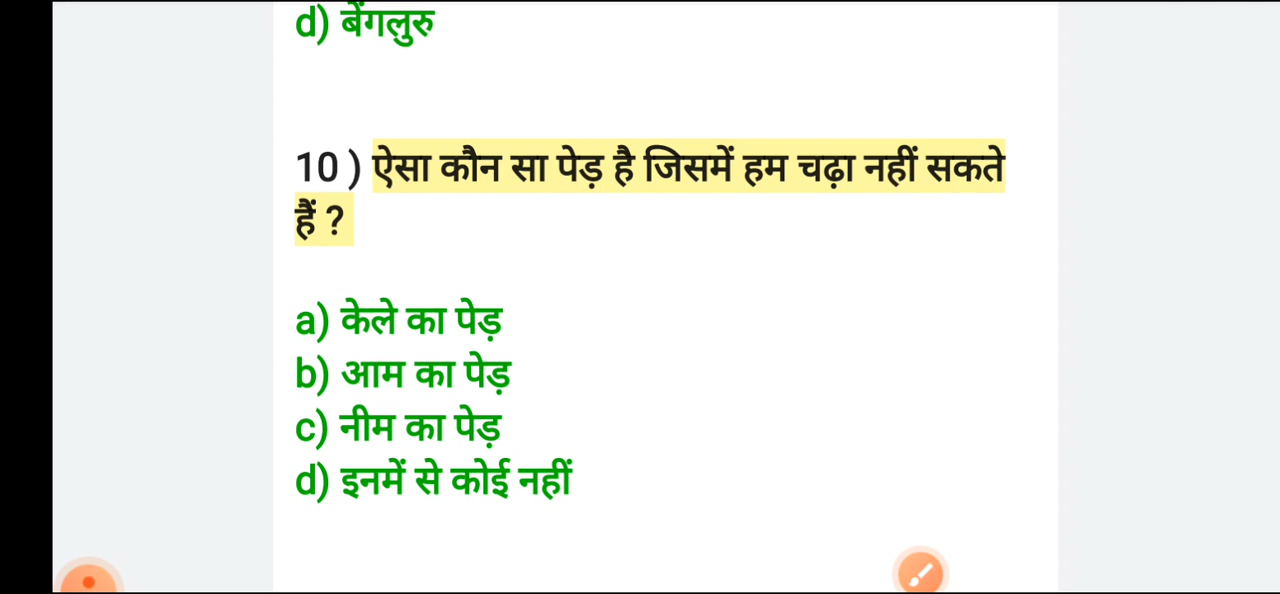 d) बेंगलुरु
10 ) ऐसा कौन सा पेड़ है जिसमें हम चढ़ा नहीं सकते
हैं ?
a) केले का पेड़
b) आम का पेड़
c) नीम का पेड़
d) इनमें से कोई नहीं